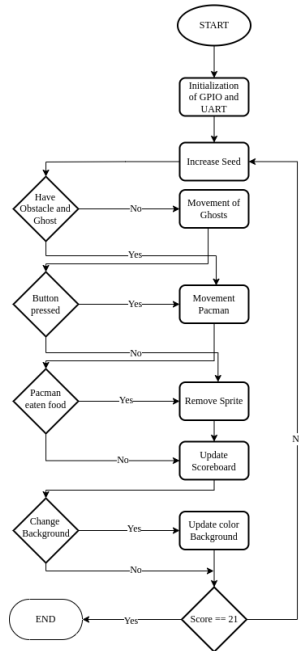 START
Initialization
of GPIO and
UART
Increase Seed
Have
Obstacle and
Ghost
No
Movement of
Ghosts
Yes
Button
pressed
Yes
Movement
Pacman
No
Pacman
eaten food
Yes
Remove Sprite
No
Update
Scoreboard
Change
Background
Yes
Update color
Background
No
Score == 21
Yes
END
N